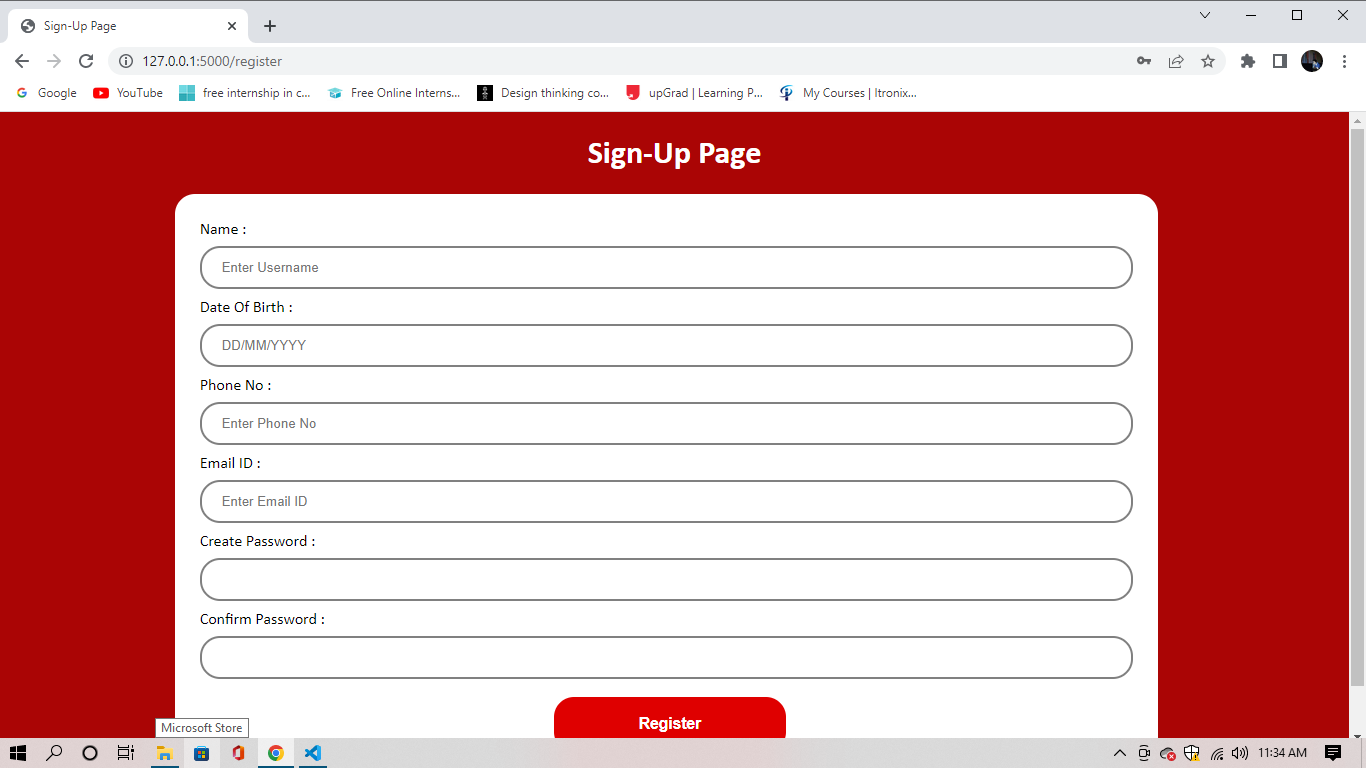 Sign-Up Page
127.0.0.1:5000/register
Google YouTube free internship in c... Free Online Interns... Design thinking co... upGrad | Learning P... My Courses | Itronix...
Sign-Up Page
Name :
Enter Username
Date Of Birth :
DD/MM/YYYY
Phone No :
Enter Phone No
Email ID :
Enter Email ID
Create Password :
Confirm Password :
Register
Microsoft Store
11:34 AM